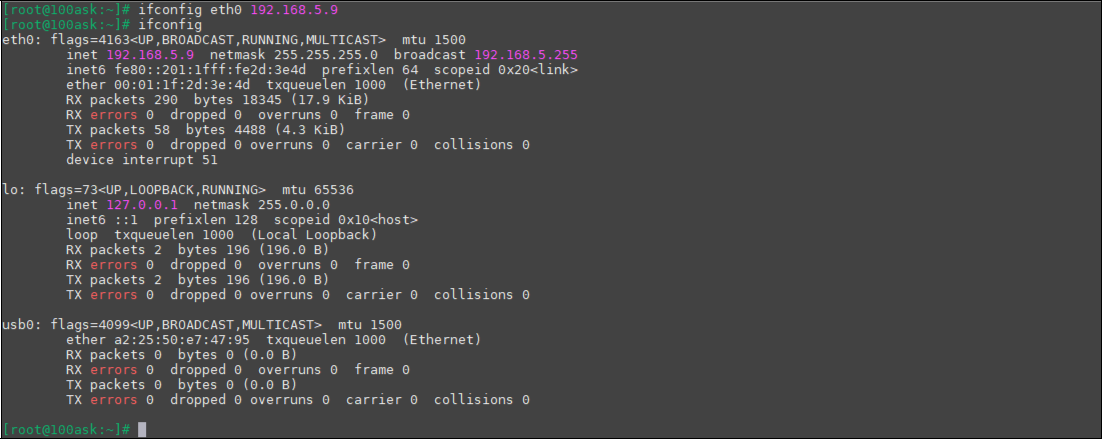 [root@100ask:~]# ifconfig eth0 192.168.5.9
[root@100ask:~]# ifconfig
eth0: flags=4163<UP,BROADCAST,RUNNING,MULTICAST>  mtu 1500
        inet 192.168.5.9  netmask 255.255.255.0  broadcast 192.168.5.255
        inet6 fe80::201:1fff:fe2d:3e4d  prefixlen 64  scopeid 0x20<link>
        ether 00:01:1f:2d:3e:4d  txqueuelen 1000  (Ethernet)
        RX packets 290  bytes 18345 (17.9 KiB)
        RX errors 0  dropped 0  overruns 0  frame 0
        TX packets 58  bytes 4488 (4.3 KiB)
        TX errors 0  dropped 0 overruns 0  carrier 0  collisions 0
        device interrupt 51

lo: flags=73<UP,LOOPBACK,RUNNING>  mtu 65536
        inet 127.0.0.1  netmask 255.0.0.0
        inet6 ::1  prefixlen 128  scopeid 0x10<host>
        loop  txqueuelen 1000  (Local Loopback)
        RX packets 2  bytes 196 (196.0 B)
        RX errors 0  dropped 0  overruns 0  frame 0
        TX packets 2  bytes 196 (196.0 B)
        TX errors 0  dropped 0 overruns 0  carrier 0  collisions 0

usb0: flags=4099<UP,BROADCAST,MULTICAST>  mtu 1500
        ether a2:25:50:e7:47:95  txqueuelen 1000  (Ethernet)
        RX packets 0  bytes 0 (0.0 B)
        RX errors 0  dropped 0  overruns 0  frame 0
        TX packets 0  bytes 0 (0.0 B)
        TX errors 0  dropped 0 overruns 0  carrier 0  collisions 0

[root@100ask:~]#